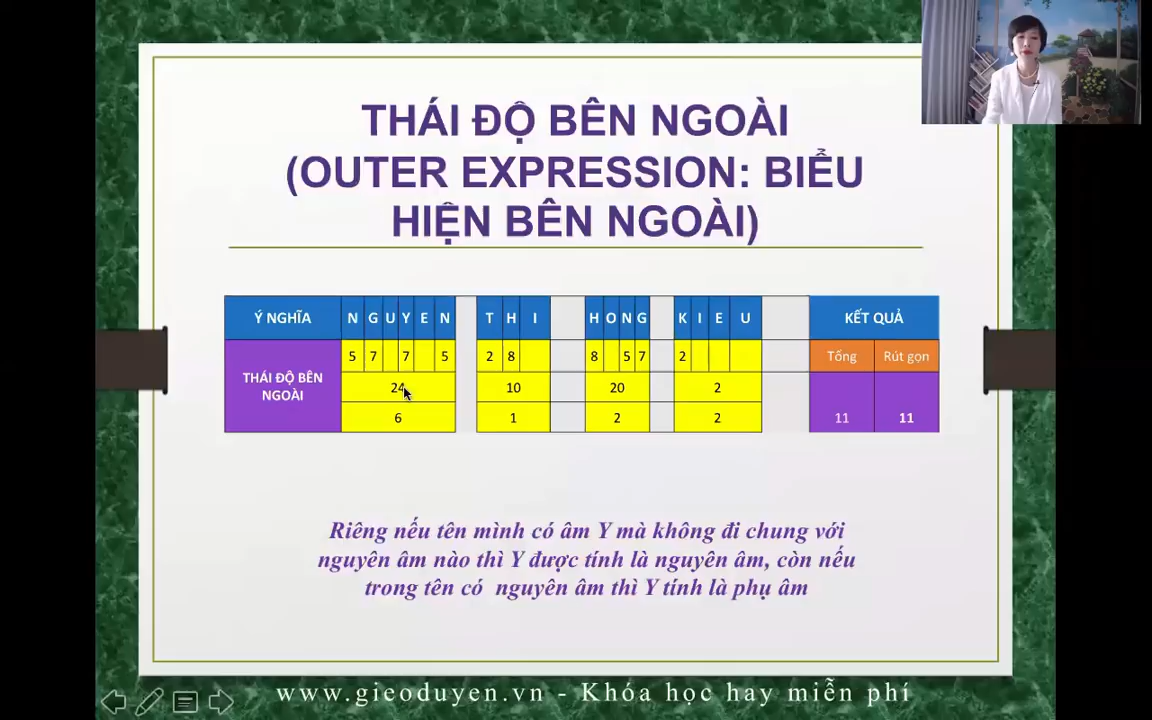 THÁI ĐỘ BÊN NGOÀI
(OUTER EXPRESSION: BIỂU
HIỆN BÊN NGOÀI)
Ý NGHĨA N G U Y E N T H I H O N G K I E U KẾT QUẢ
THÁI ĐỘ BÊN NGOÀI 5 7 7 5 2 8 8 5 7 2 Tổng Rút gọn
24 10 20 2
6 1 2 2 11 11
Riêng nếu tên mình có âm Y mà không đi chung với
nguyên âm nào thì Y được tính là nguyên âm, còn nếu
trong tên có nguyên âm thì Y tính là phụ âm
www.gieoduyen.vn - Khóa học hay miễn phí